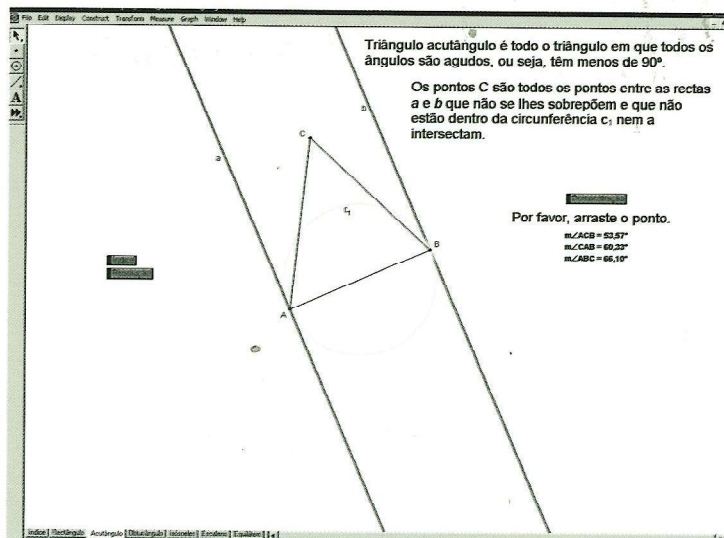 File Edit Display Construct Transform Measure Graph Window Help
Triângulo acutângulo é todo o triângulo em que todos os
ângulos são agudos, ou seja, têm menos de 90º.
Os pontos C são todos os pontos entre as rectas
a e b que não se lhes sobrepõem e que não
estão dentro da circunferência c₁ nem a
intersectam.
C
a
c₁
Por favor, arraste o ponto.
m∠ACB = 53,57°
m∠CAB = 60,33°
m∠ABC = 66,10°
B
A
Índice
Índice Rectângulo Acutângulo Obtusângulo Isósceles Escaleno Equilátero